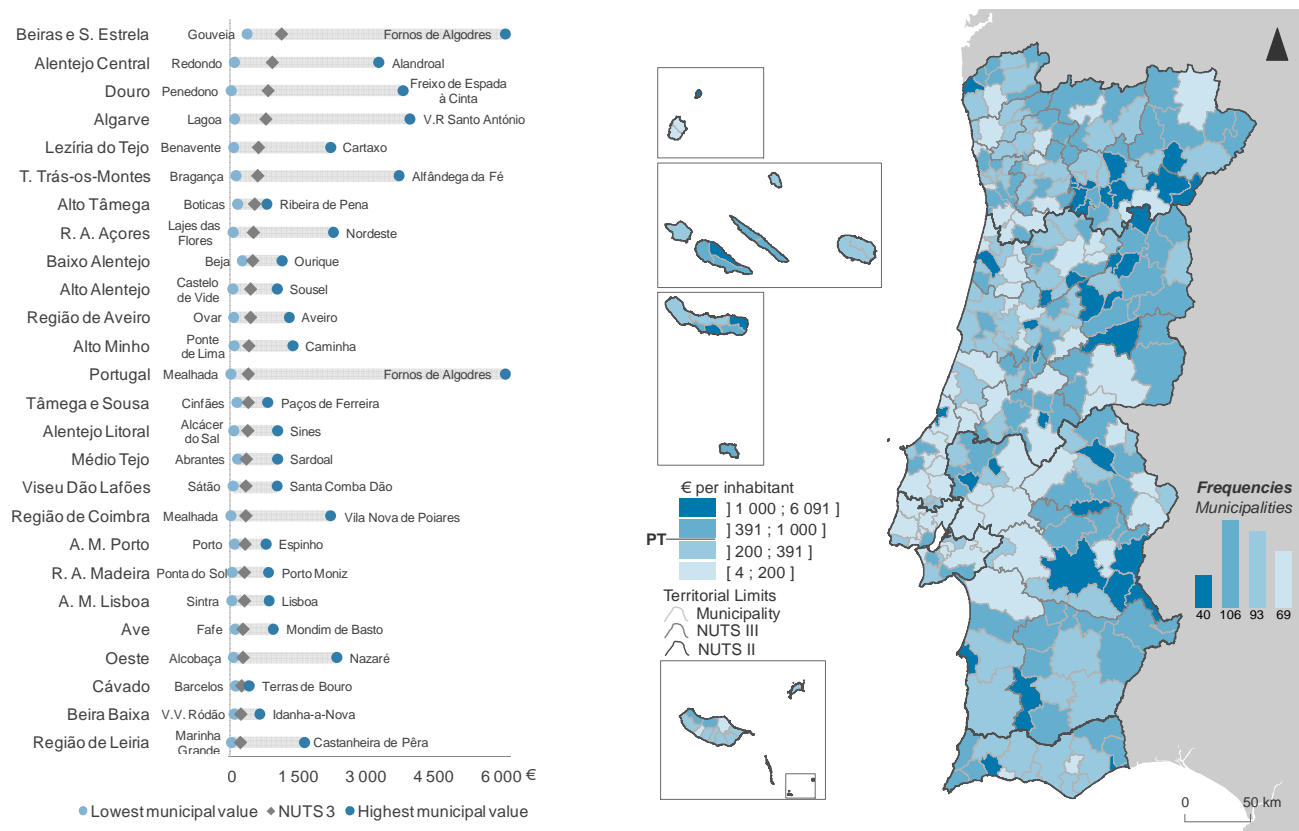 Beiras e S. Estrela Gouveia Fornos de Algodres
Alentejo Central Redondo Alandroal
Douro Penedono Freixo de Espada
à Cinta
Algarve Lagoa V.R Santo António
Lezíria do Tejo Benavente Cartaxo
T. Trás-os-Montes Bragança Alfândega da Fé
Alto Tâmega Boticas Ribeira de Pena
R. A. Açores Lajes das
Flores Nordeste
Baixo Alentejo Beja Ourique
Alto Alentejo Castelo
de Vide Sousel
Região de Aveiro Ovar Aveiro
Alto Minho Ponte
de Lima Caminha
Portugal Mealhada Fornos de Algodres
Tâmega e Sousa Cinfães Paços de Ferreira
Alentejo Litoral Alcácer
do Sal Sines
Médio Tejo Abrantes Sardoal
Viseu Dão Lafões Sátão Santa Comba Dão
Região de Coimbra Mealhada Vila Nova de Poiares
A. M. Porto Porto Espinho
R. A. Madeira Ponta do Sol Porto Moniz
A. M. Lisboa Sintra Lisboa
Ave Fafe Mondim de Basto
Oeste Alcobaça Nazaré
Cávado Barcelos Terras de Bouro
Beira Baixa V.V. Ródão Idanha-a-Nova
Região de Leiria Marinha
Grande Castanheira de Pêra
0 1 500 3 000 4 500 6 000 €
Lowest municipal value NUTS 3 Highest municipal value
€ per inhabitant
] 1 000 ; 6 091 ]
] 391 ; 1 000 ]
PT
] 200 ; 391 ]
[ 4 ; 200 ]
Territorial Limits
Municipality
NUTS III
NUTS II
Frequencies
Municipalities
40 106 93 69
0 50 km